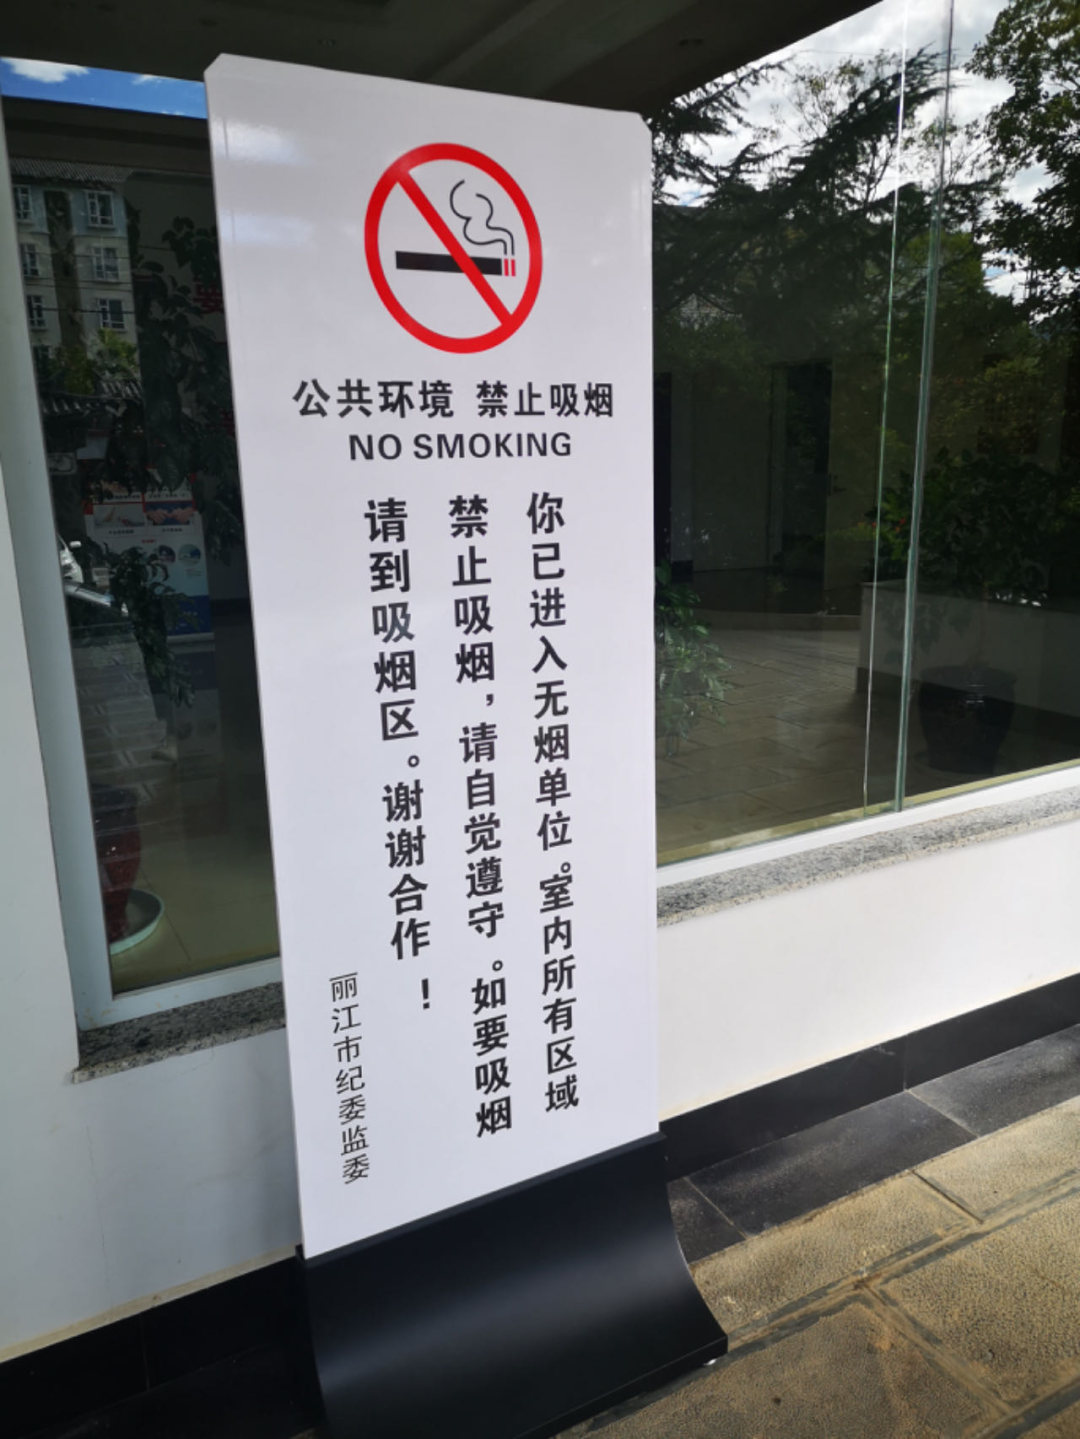 公共环境 禁止吸烟
NO SMOKING
你已进入无烟单位。室内所有区域
禁止吸烟，请自觉遵守。如要吸烟
请到吸烟区。谢谢合作！
丽江市纪委监委